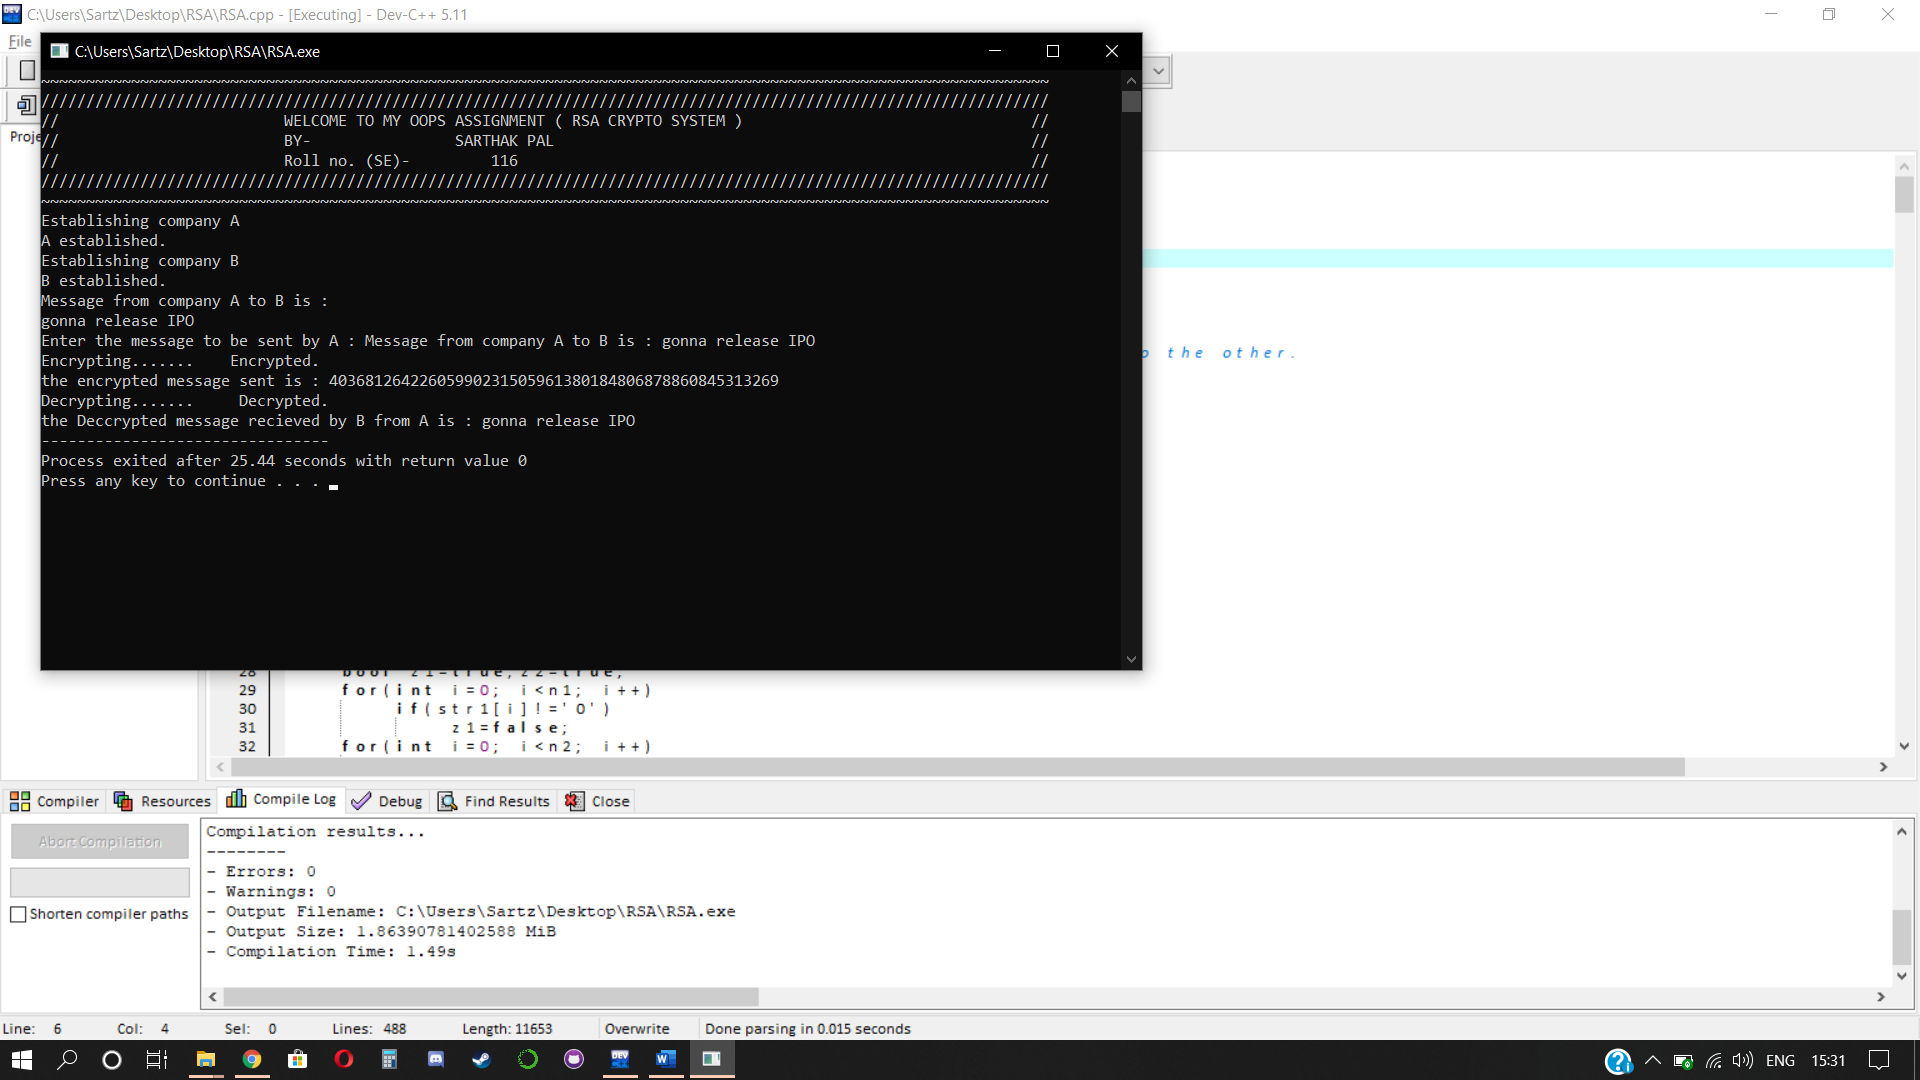 C:\Users\Sartz\Desktop\RSA\RSA.cpp - [Executing] - Dev-C++ 5.11
File
C:\Users\Sartz\Desktop\RSA\RSA.exe
Proje
~~~~~~~~~~~~~~~~~~~~~~~~~~~~~~~~~~~~~~~~~~~~~~~~~~~~~~~~~~~~~~~~~~~~~~~~~~~~~~~~~~~~~~~~~~~~~~~~~~~~~~~~~~~~~~~~
////////////////////////////////////////////////////////////////////////////////////////////////////////////////
// WELCOME TO MY OOPS ASSIGNMENT ( RSA CRYPTO SYSTEM ) //
// BY- SARTHAK PAL //
// Roll no. (SE)- 116 //
////////////////////////////////////////////////////////////////////////////////////////////////////////////////
~~~~~~~~~~~~~~~~~~~~~~~~~~~~~~~~~~~~~~~~~~~~~~~~~~~~~~~~~~~~~~~~~~~~~~~~~~~~~~~~~~~~~~~~~~~~~~~~~~~~~~~~~~~~~~~~
Establishing company A
A established.
Establishing company B
B established.
Message from company A to B is :
gonna release IPO
Enter the message to be sent by A : Message from company A to B is : gonna release IPO
Encrypting....... Encrypted.
the encrypted message sent is : 40368126422605990231505961380184806878860845313269
Decrypting....... Decrypted.
the Deccrypted message recieved by B from A is : gonna release IPO
--------------------------------
Process exited after 25.44 seconds with return value 0
Press any key to continue . . .
o the other.
28 bool z1=true,z2=true;
29 for(int i=0; i<n1; i++)
30 if(str1[i]!='0')
31 z1=false;
32 for(int i=0; i<n2; i++)
Compiler Resources Compile Log Debug Find Results Close
Abort Compilation
Shorten compiler paths
Compilation results...
--------
- Errors: 0
- Warnings: 0
- Output Filename: C:\Users\Sartz\Desktop\RSA\RSA.exe
- Output Size: 1.86390781402588 MiB
- Compilation Time: 1.49s
Line: 6 Col: 4 Sel: 0 Lines: 488 Length: 11653 Overwrite Done parsing in 0.015 seconds
DEV
ENG 15:31